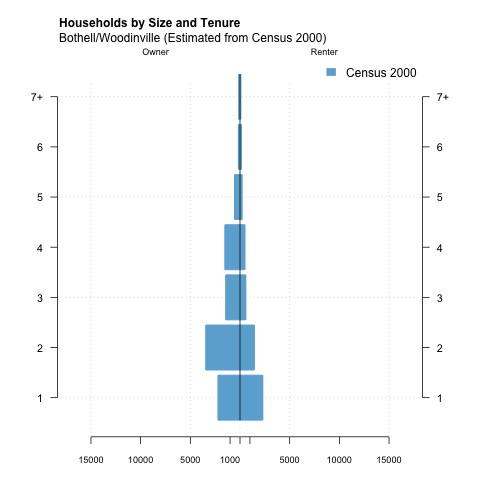 Households by Size and Tenure
Bothell/Woodinville (Estimated from Census 2000)
Owner Renter
Census 2000
7+ 7+
6 6
5 5
4 4
3 3
2 2
1 1
15000 10000 5000 1000 5000 10000 15000